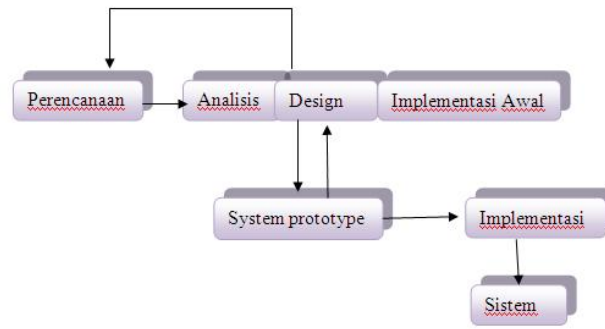 Perencanaan
Analisis
Design
Implementasi Awal
System prototype
Implementasi
Sistem